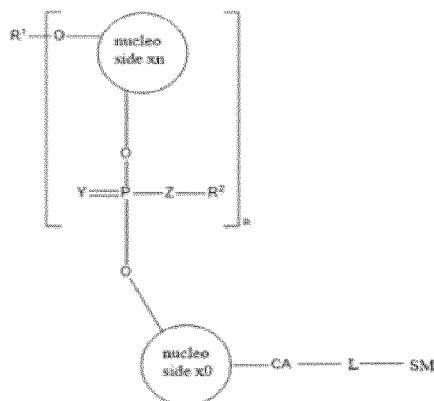 R¹ O nucleo
side xn
O
Y P Z R²
n
O
nucleo
side x0
CA L SM